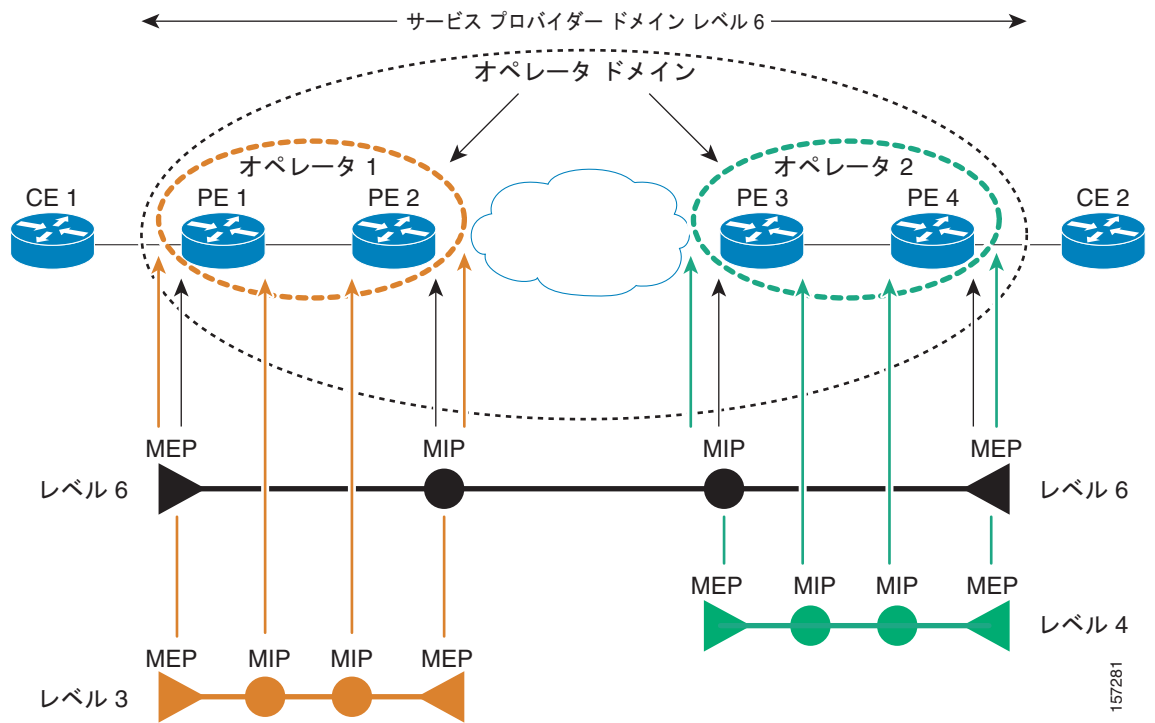 サービス プロバイダー ドメイン レベル 6
オペレータ ドメイン
オペレータ 1
オペレータ 2
CE 1
PE 1
PE 2
PE 3
PE 4
CE 2
MEP
MIP
MIP
MEP
レベル 6
レベル 6
MEP
MIP
MIP
MEP
レベル 4
MEP
MIP
MIP
MEP
レベル 3
157281